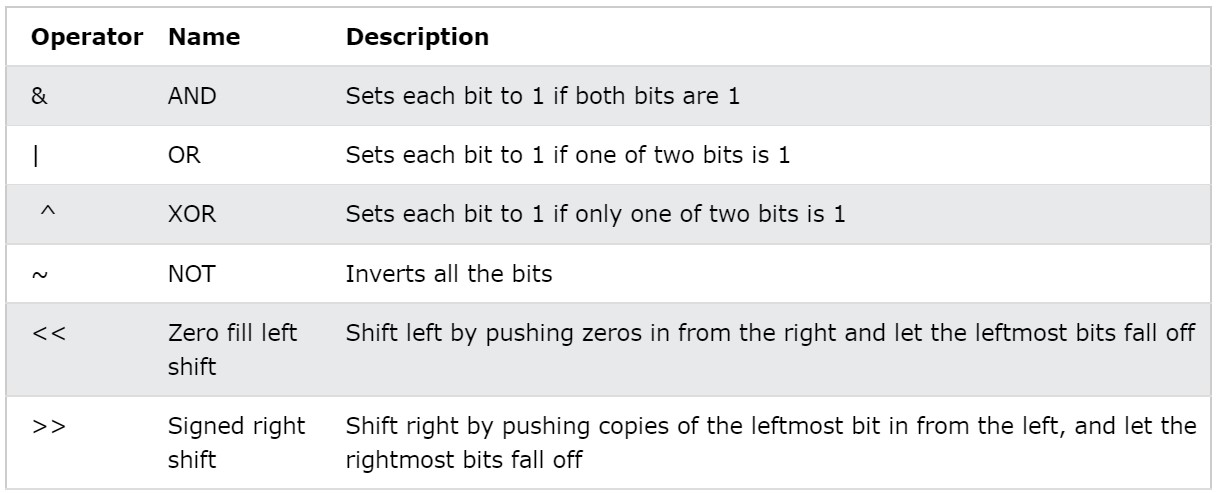 Operator Name Description
& AND Sets each bit to 1 if both bits are 1
| OR Sets each bit to 1 if one of two bits is 1
^ XOR Sets each bit to 1 if only one of two bits is 1
~ NOT Inverts all the bits
<< Zero fill left Shift left by pushing zeros in from the right and let the leftmost bits fall off
shift
>> Signed right Shift right by pushing copies of the leftmost bit in from the left, and let the
shift rightmost bits fall off